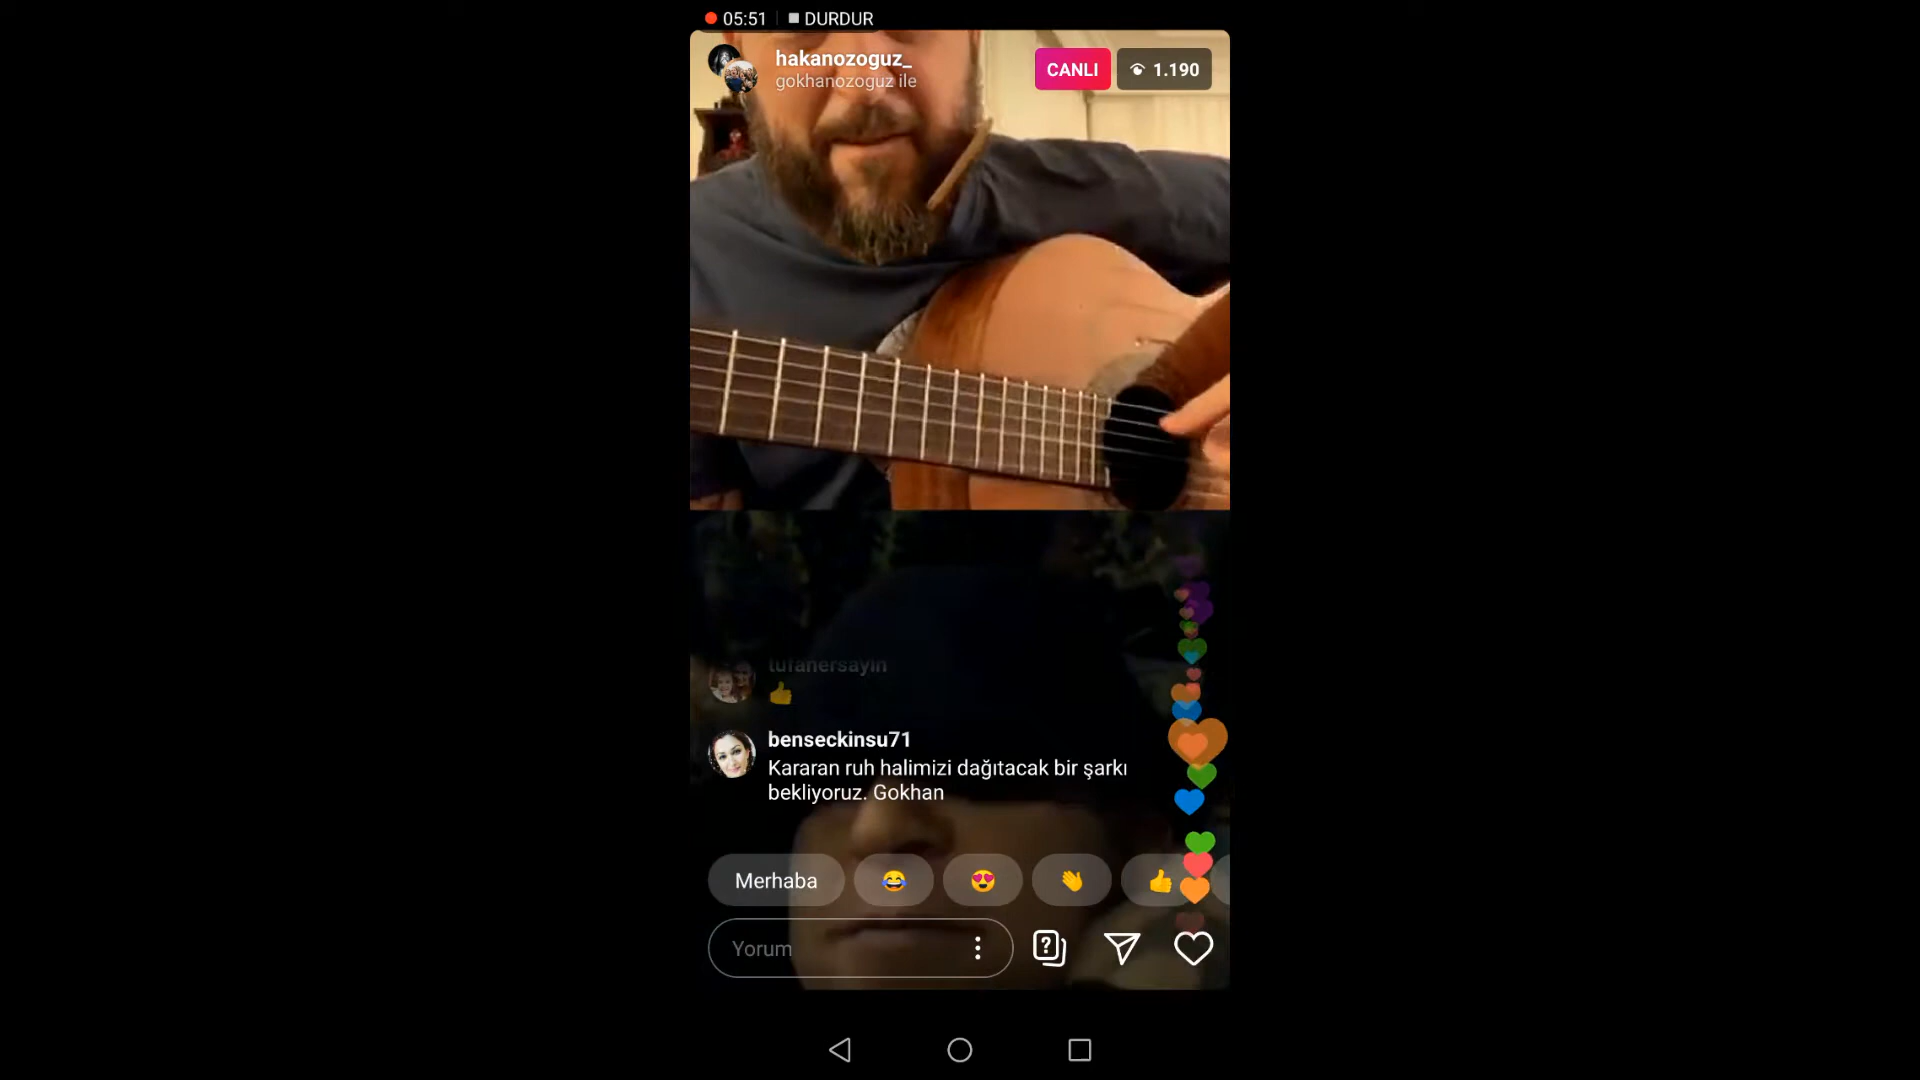 05:51 DURDUR
hakanozoguz_
gokhanozoguz ile
CANLI
1.190
tufanersayin
benseckinsu71
Kararan ruh halimizi dağıtacak bir şarkı
bekliyoruz. Gokhan
Merhaba
Yorum